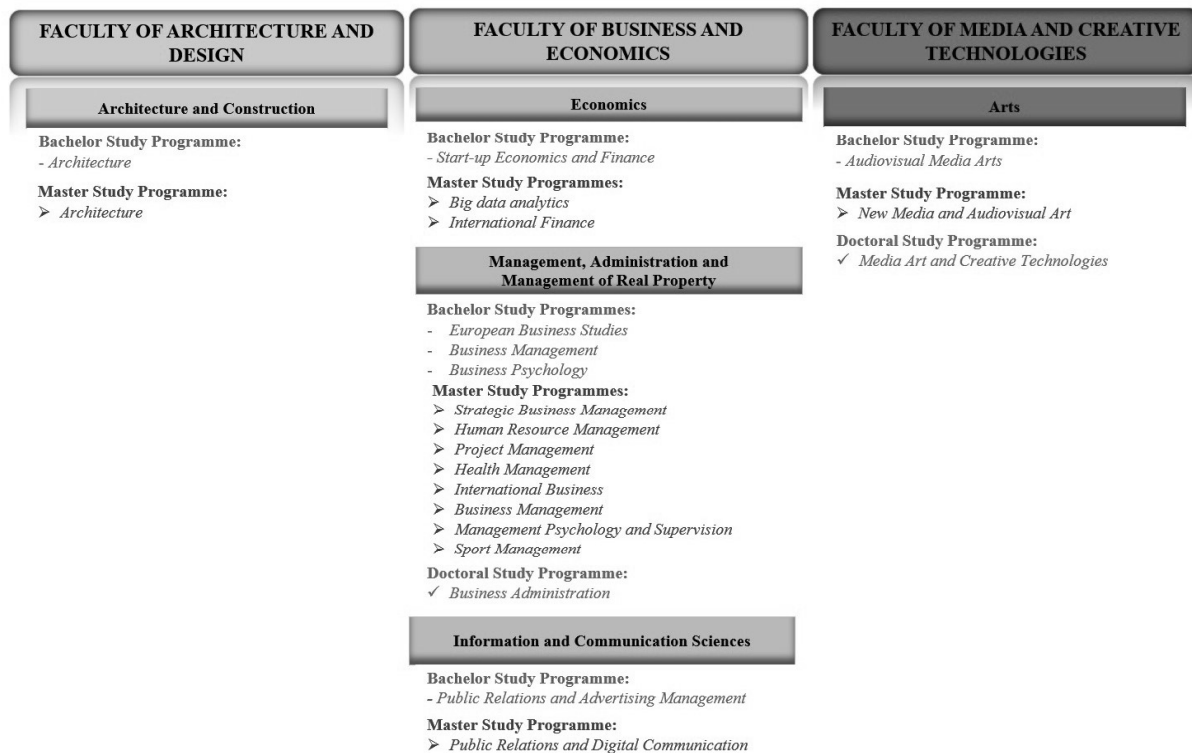 FACULTY OF ARCHITECTURE AND
DESIGN
Architecture and Construction
Bachelor Study Programme:
- Architecture
Master Study Programme:
➢ Architecture
FACULTY OF BUSINESS AND
ECONOMICS
Economics
Bachelor Study Programme:
- Start-up Economics and Finance
Master Study Programmes:
➢ Big data analytics
➢ International Finance
Management, Administration and
Management of Real Property
Bachelor Study Programmes:
- European Business Studies
- Business Management
- Business Psychology
Master Study Programmes:
➢ Strategic Business Management
➢ Human Resource Management
➢ Project Management
➢ Health Management
➢ International Business
➢ Business Management
➢ Management Psychology and Supervision
➢ Sport Management
Doctoral Study Programme:
✓ Business Administration
Information and Communication Sciences
Bachelor Study Programme:
- Public Relations and Advertising Management
Master Study Programme:
➢ Public Relations and Digital Communication
FACULTY OF MEDIA AND CREATIVE
TECHNOLOGIES
Arts
Bachelor Study Programme:
- Audiovisual Media Arts
Master Study Programme:
➢ New Media and Audiovisual Art
Doctoral Study Programme:
✓ Media Art and Creative Technologies